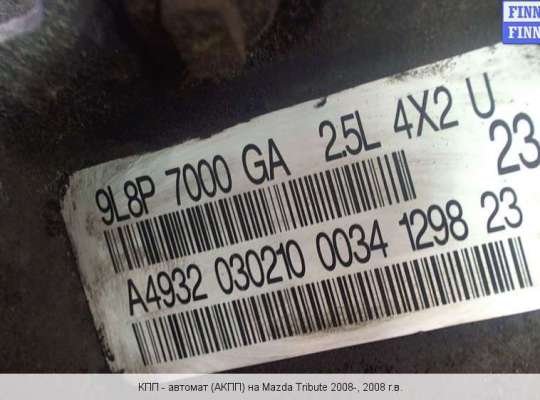 FINN
FINN
9L8P 7000 GA 2.5L 4X2 U
23
A4932 030210 0034 1298 23
КПП - автомат (АКПП) на Mazda Tribute 2008-, 2008 г.в.